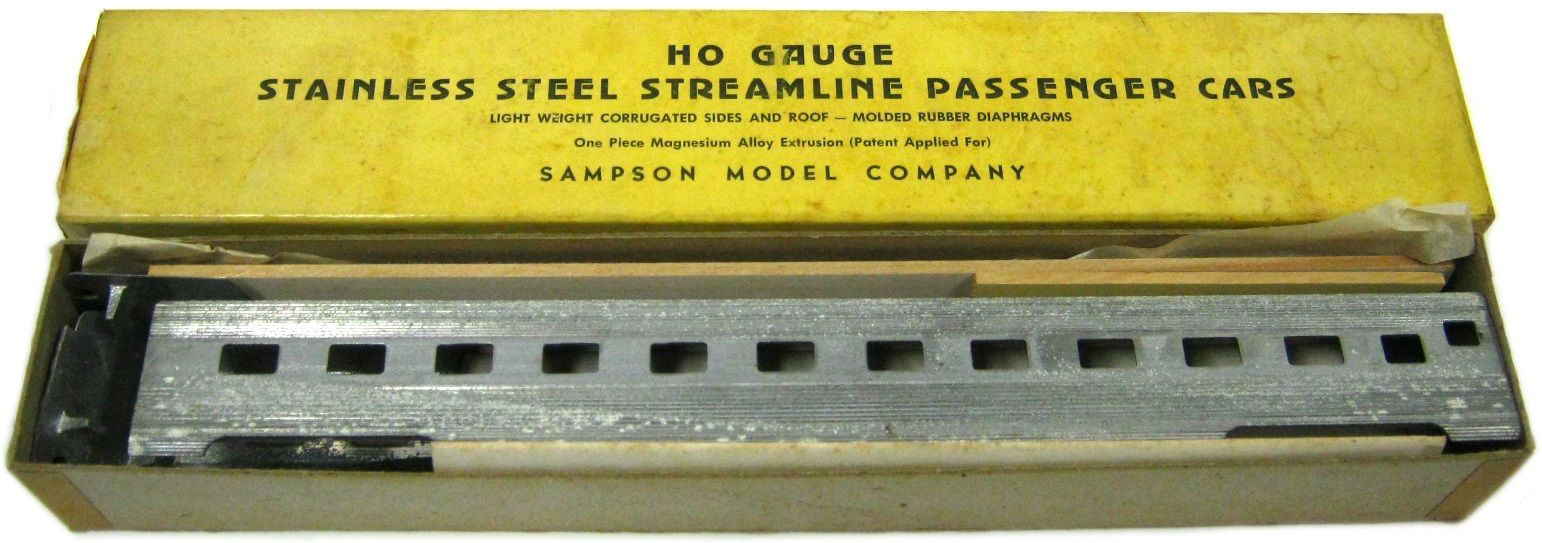 HO GAUGE
STAINLESS STEEL STREAMLINE PASSENGER CARS
LIGHT WEIGHT CORRUGATED SIDES AND ROOF — MOLDED RUBBER DIAPHRAGMS
One Piece Magnesium Alloy Extrusion (Patent Applied For)
SAMPSON MODEL COMPANY